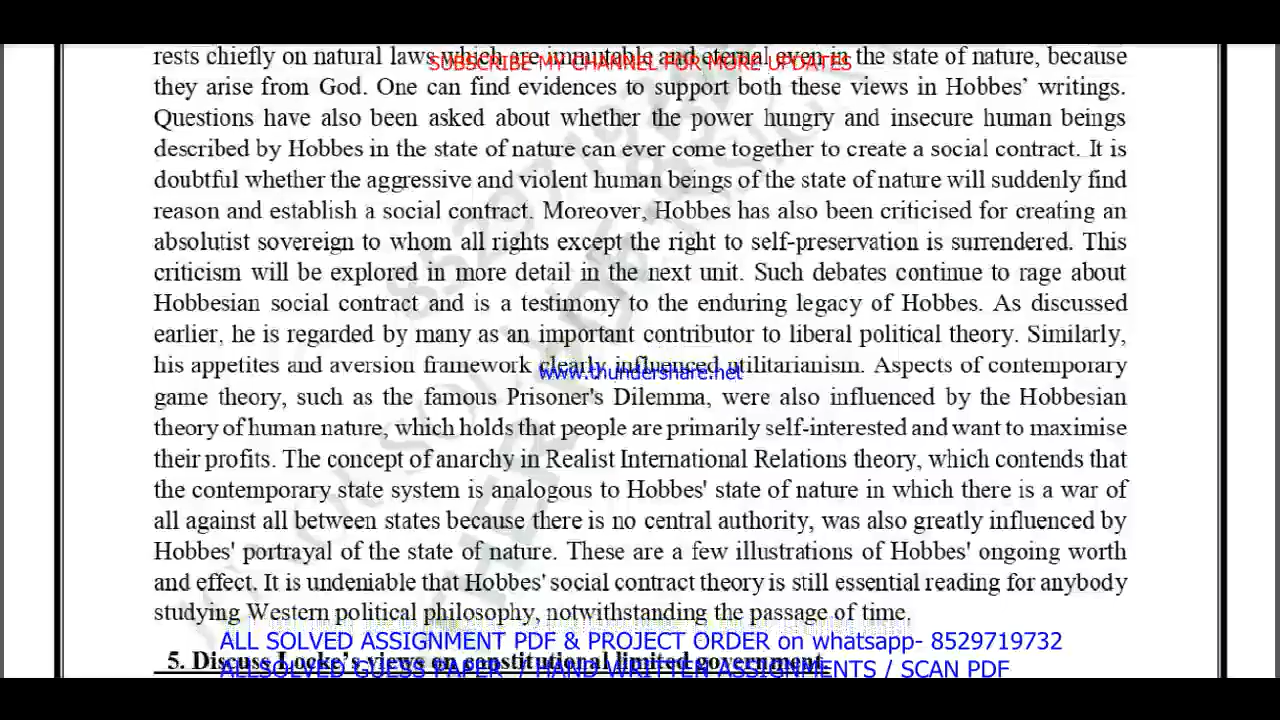 rests chiefly on natural laws which are immutable and eternal even in the state of nature, because
SUBSCRIBE MY CHANNEL FOR MORE UPDATES
they arise from God. One can find evidences to support both these views in Hobbes’ writings.
Questions have also been asked about whether the power hungry and insecure human beings
described by Hobbes in the state of nature can ever come together to create a social contract. It is
doubtful whether the aggressive and violent human beings of the state of nature will suddenly find
reason and establish a social contract. Moreover, Hobbes has also been criticised for creating an
absolutist sovereign to whom all rights except the right to self-preservation is surrendered. This
criticism will be explored in more detail in the next unit. Such debates continue to rage about
Hobbesian social contract and is a testimony to the enduring legacy of Hobbes. As discussed
earlier, he is regarded by many as an important contributor to liberal political theory. Similarly,
his appetites and aversion framework clearly influenced utilitarianism. Aspects of contemporary
www.thundershare.net
game theory, such as the famous Prisoner's Dilemma, were also influenced by the Hobbesian
theory of human nature, which holds that people are primarily self-interested and want to maximise
their profits. The concept of anarchy in Realist International Relations theory, which contends that
the contemporary state system is analogous to Hobbes' state of nature in which there is a war of
all against all between states because there is no central authority, was also greatly influenced by
Hobbes' portrayal of the state of nature. These are a few illustrations of Hobbes' ongoing worth
and effect. It is undeniable that Hobbes' social contract theory is still essential reading for anybody
studying Western political philosophy, notwithstanding the passage of time.
ALL SOLVED ASSIGNMENT PDF & PROJECT ORDER on whatsapp- 8529719732
5. Discuss Locke’s views on constitutional limited government.
ALLSOLVED GUESS PAPER / HAND WRITTEN ASSIGNMENTS / SCAN PDF